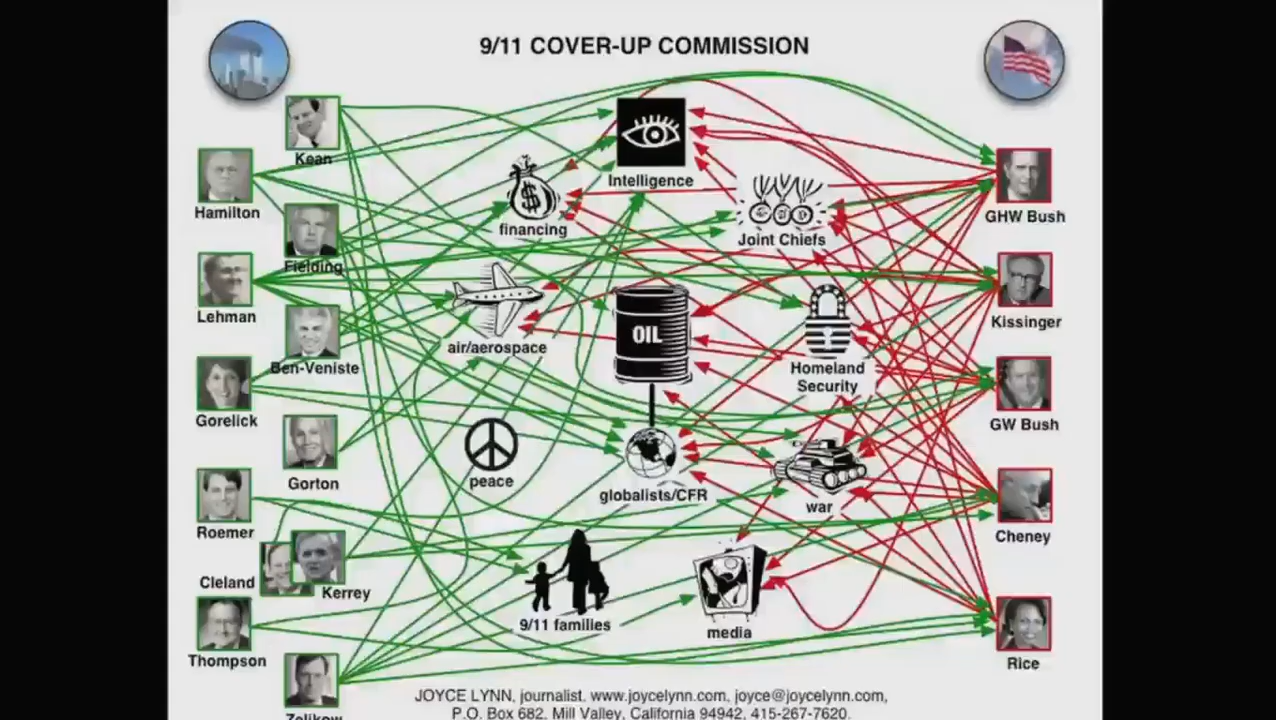 9/11 COVER-UP COMMISSION
Kean
Hamilton
Fielding
Lehman
Ben-Veniste
Gorelick
Gorton
Roemer
Cleland
Kerrey
Thompson
Zelikow
Intelligence
$
financing
Joint Chiefs
air/aerospace
OIL
Homeland
Security
peace
globalists/CFR
war
9/11 families
media
GHW Bush
Kissinger
GW Bush
Cheney
Rice
JOYCE LYNN, journalist, www.joycelynn.com, joyce@joycelynn.com,
P.O. Box 682, Mill Valley, California 94942, 415-267-7620.